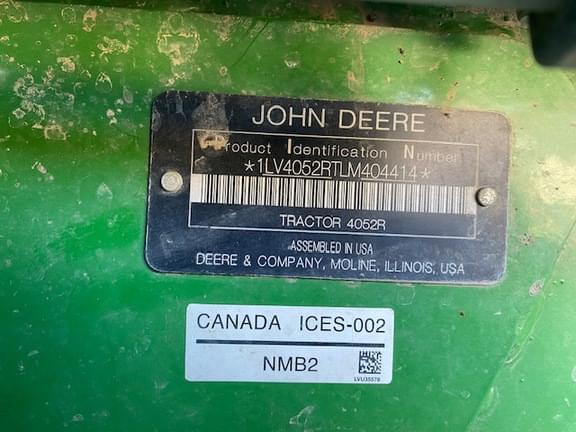 JOHN DEERE
Product Identification Number
*1LV4052RTLM404414*
TRACTOR 4052R
ASSEMBLED IN USA
DEERE & COMPANY, MOLINE, ILLINOIS, USA
CANADA ICES-002
NMB2
LVU35578